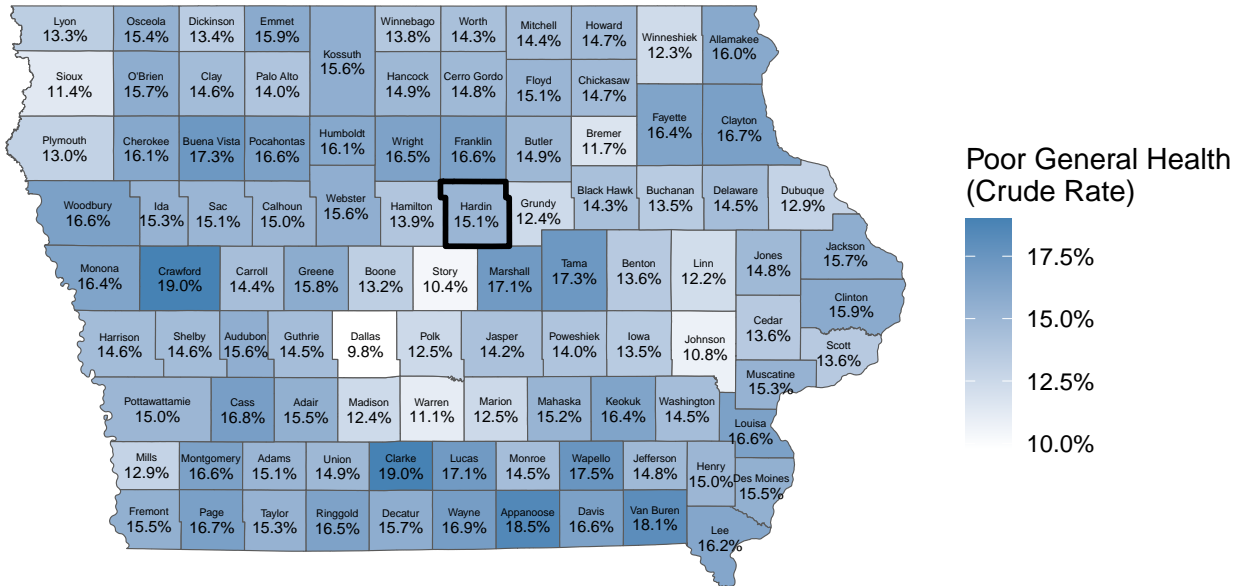 Lyon
13.3%
Osceola
15.4%
Dickinson
13.4%
Emmet
15.9%
Kossuth
15.6%
Winnebago
13.8%
Worth
14.3%
Mitchell
14.4%
Howard
14.7%
Winneshiek
12.3%
Allamakee
16.0%
Sioux
11.4%
O'Brien
15.7%
Clay
14.6%
Palo Alto
14.0%
Hancock
14.9%
Cerro Gordo
14.8%
Floyd
15.1%
Chickasaw
14.7%
Fayette
16.4%
Clayton
16.7%
Plymouth
13.0%
Cherokee
16.1%
Buena Vista
17.3%
Pocahontas
16.6%
Humboldt
16.1%
Wright
16.5%
Franklin
16.6%
Butler
14.9%
Bremer
11.7%
Woodbury
16.6%
Ida
15.3%
Sac
15.1%
Calhoun
15.0%
Webster
15.6%
Hamilton
13.9%
Hardin
15.1%
Grundy
12.4%
Black Hawk
14.3%
Buchanan
13.5%
Delaware
14.5%
Dubuque
12.9%
Monona
16.4%
Crawford
19.0%
Carroll
14.4%
Greene
15.8%
Boone
13.2%
Story
10.4%
Marshall
17.1%
Tama
17.3%
Benton
13.6%
Linn
12.2%
Jones
14.8%
Jackson
15.7%
Clinton
15.9%
Harrison
14.6%
Shelby
14.6%
Audubon
15.6%
Guthrie
14.5%
Dallas
9.8%
Polk
12.5%
Jasper
14.2%
Poweshiek
14.0%
Iowa
13.5%
Johnson
10.8%
Cedar
13.6%
Scott
13.6%
Muscatine
15.3%
Pottawattamie
15.0%
Cass
16.8%
Adair
15.5%
Madison
12.4%
Warren
11.1%
Marion
12.5%
Mahaska
15.2%
Keokuk
16.4%
Washington
14.5%
Louisa
16.6%
Mills
12.9%
Montgomery
16.6%
Adams
15.1%
Union
14.9%
Clarke
19.0%
Lucas
17.1%
Monroe
14.5%
Wapello
17.5%
Jefferson
14.8%
Henry
15.0%
Des Moines
15.5%
Fremont
15.5%
Page
16.7%
Taylor
15.3%
Ringgold
16.5%
Decatur
15.7%
Wayne
16.9%
Appanoose
18.5%
Davis
16.6%
Van Buren
18.1%
Lee
16.2%
Poor General Health
(Crude Rate)
17.5%
15.0%
12.5%
10.0%